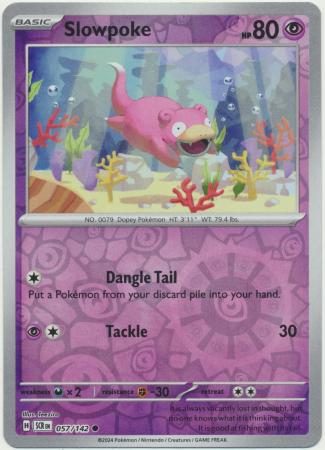 BASIC
Slowpoke
HP 80
NO. 0079 Dopey Pokémon HT: 3'11" WT: 79.4 lbs.
Dangle Tail
Put a Pokémon from your discard pile into your hand.
Tackle 30
weakness ×2 resistance -30 retreat
Illus. Teeziro
H SCR EN 057/142
It is always vacantly lost in thought, but no
one knows what it is thinking about. It is
good at fishing with its tail.
©2024 Pokémon / Nintendo / Creatures / GAME FREAK